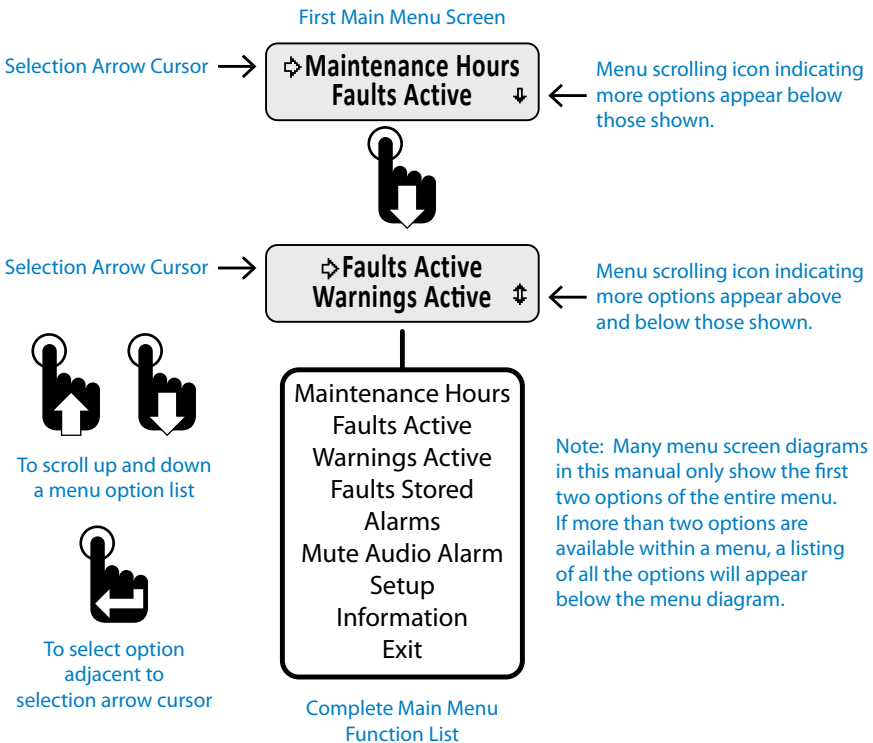 First Main Menu Screen
Selection Arrow Cursor
Maintenance Hours
Faults Active
Menu scrolling icon indicating
more options appear below
those shown.
Selection Arrow Cursor
Faults Active
Warnings Active
Menu scrolling icon indicating
more options appear above
and below those shown.
To scroll up and down
a menu option list
To select option
adjacent to
selection arrow cursor
Maintenance Hours
Faults Active
Warnings Active
Faults Stored
Alarms
Mute Audio Alarm
Setup
Information
Exit
Complete Main Menu
Function List
Note: Many menu screen diagrams
in this manual only show the first
two options of the entire menu.
If more than two options are
available within a menu, a listing
of all the options will appear
below the menu diagram.